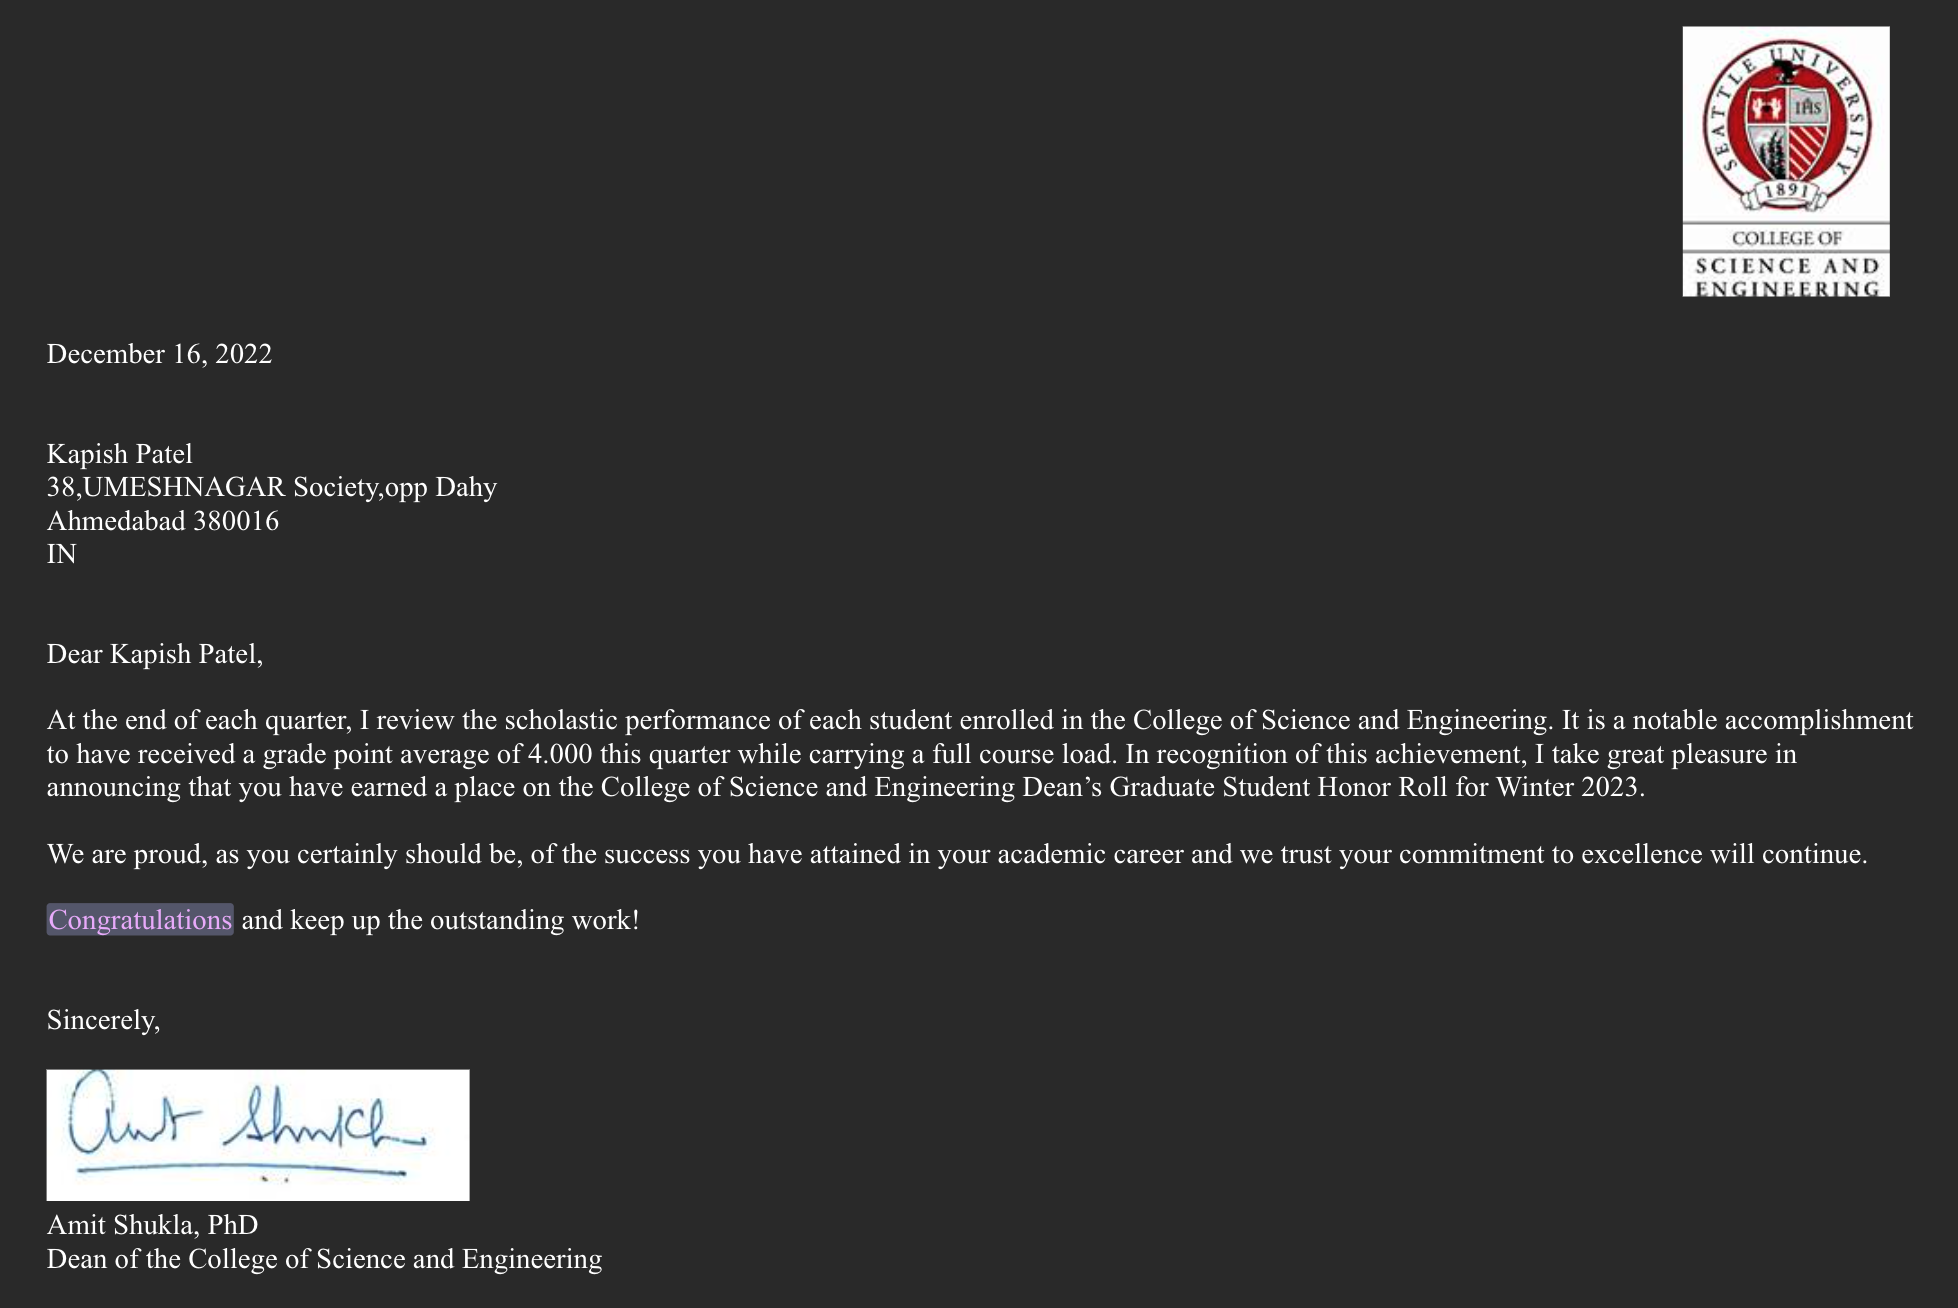 SEATTLE UNIVERSITY
IHS
1891
COLLEGE OF
SCIENCE AND
ENGINEERING
December 16, 2022
Kapish Patel
38,UMESHNAGAR Society,opp Dahy
Ahmedabad 380016
IN
Dear Kapish Patel,
At the end of each quarter, I review the scholastic performance of each student enrolled in the College of Science and Engineering. It is a notable accomplishment
to have received a grade point average of 4.000 this quarter while carrying a full course load. In recognition of this achievement, I take great pleasure in
announcing that you have earned a place on the College of Science and Engineering Dean’s Graduate Student Honor Roll for Winter 2023.
We are proud, as you certainly should be, of the success you have attained in your academic career and we trust your commitment to excellence will continue.
Congratulations and keep up the outstanding work!
Sincerely,
Amit Shukla
Amit Shukla, PhD
Dean of the College of Science and Engineering